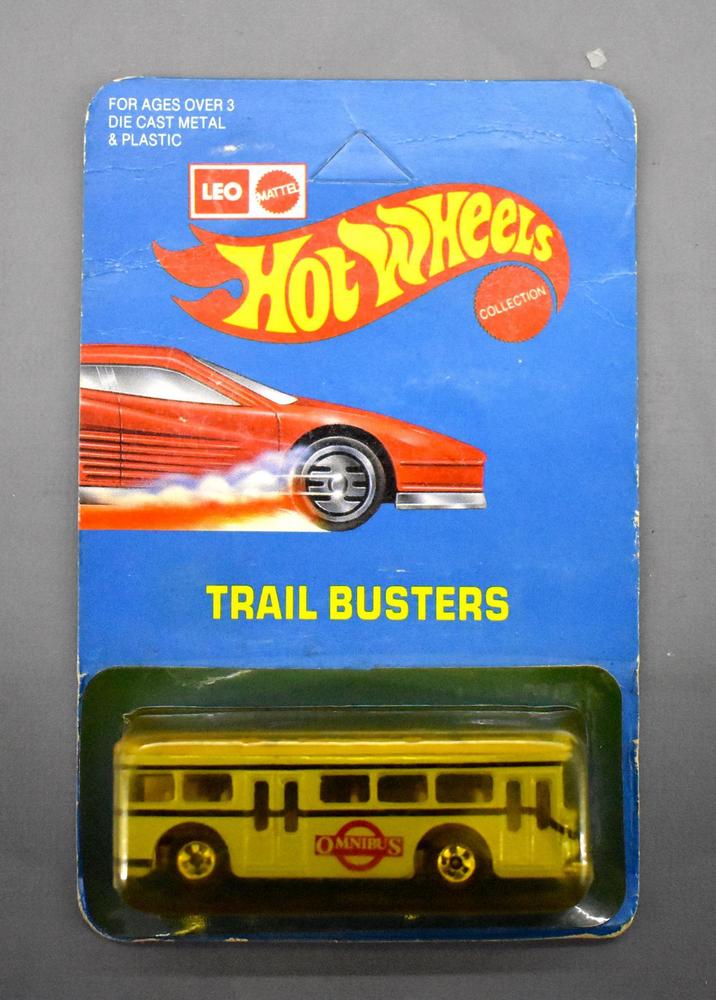 FOR AGES OVER 3
DIE CAST METAL
& PLASTIC
LEO MATTEL
HOT WHEELS
COLLECTION
TRAIL BUSTERS
OMNIBUS